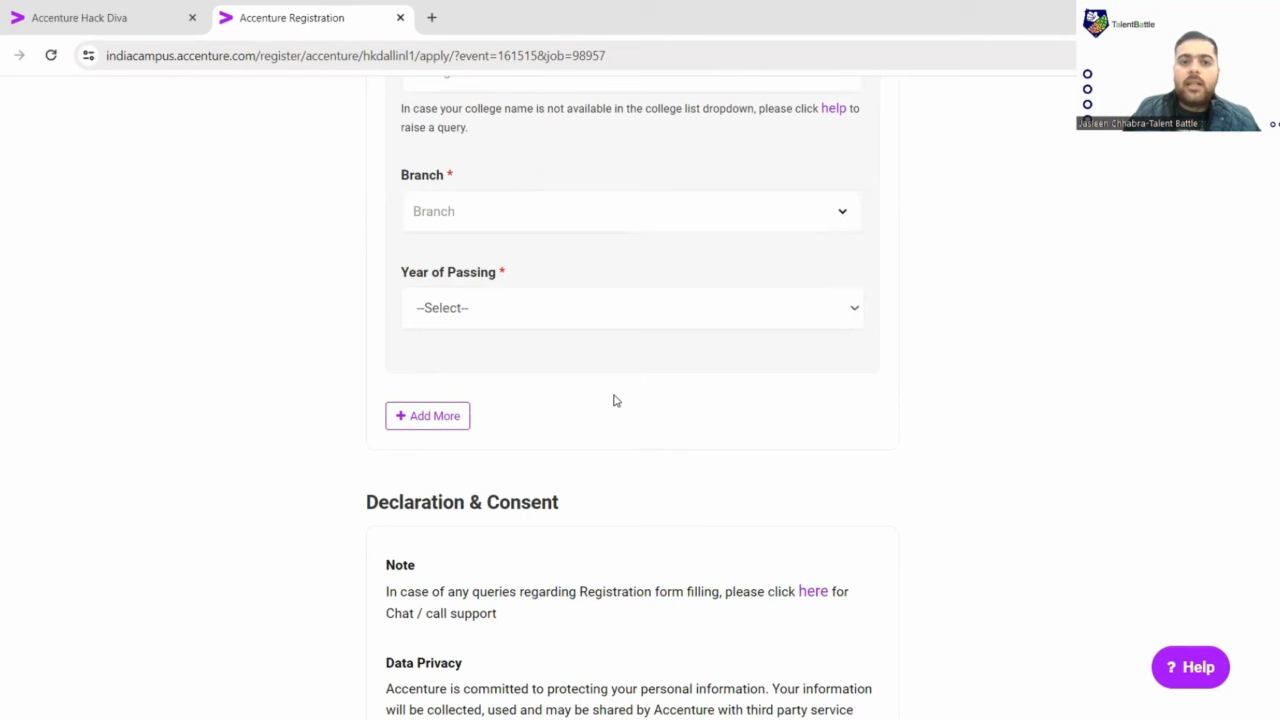 Accenture Hack Diva
Accenture Registration
indiacampus.accenture.com/register/accenture/hkdallinl1/apply/?event=161515&job=98957
TalentBattle
Jasleen Chhabra-Talent Battle
In case your college name is not available in the college list dropdown, please click help to
raise a query.
Branch *
Branch
Year of Passing *
--Select--
+ Add More
Declaration & Consent
Note
In case of any queries regarding Registration form filling, please click here for
Chat / call support
Data Privacy
Accenture is committed to protecting your personal information. Your information
will be collected, used and may be shared by Accenture with third party service
? Help